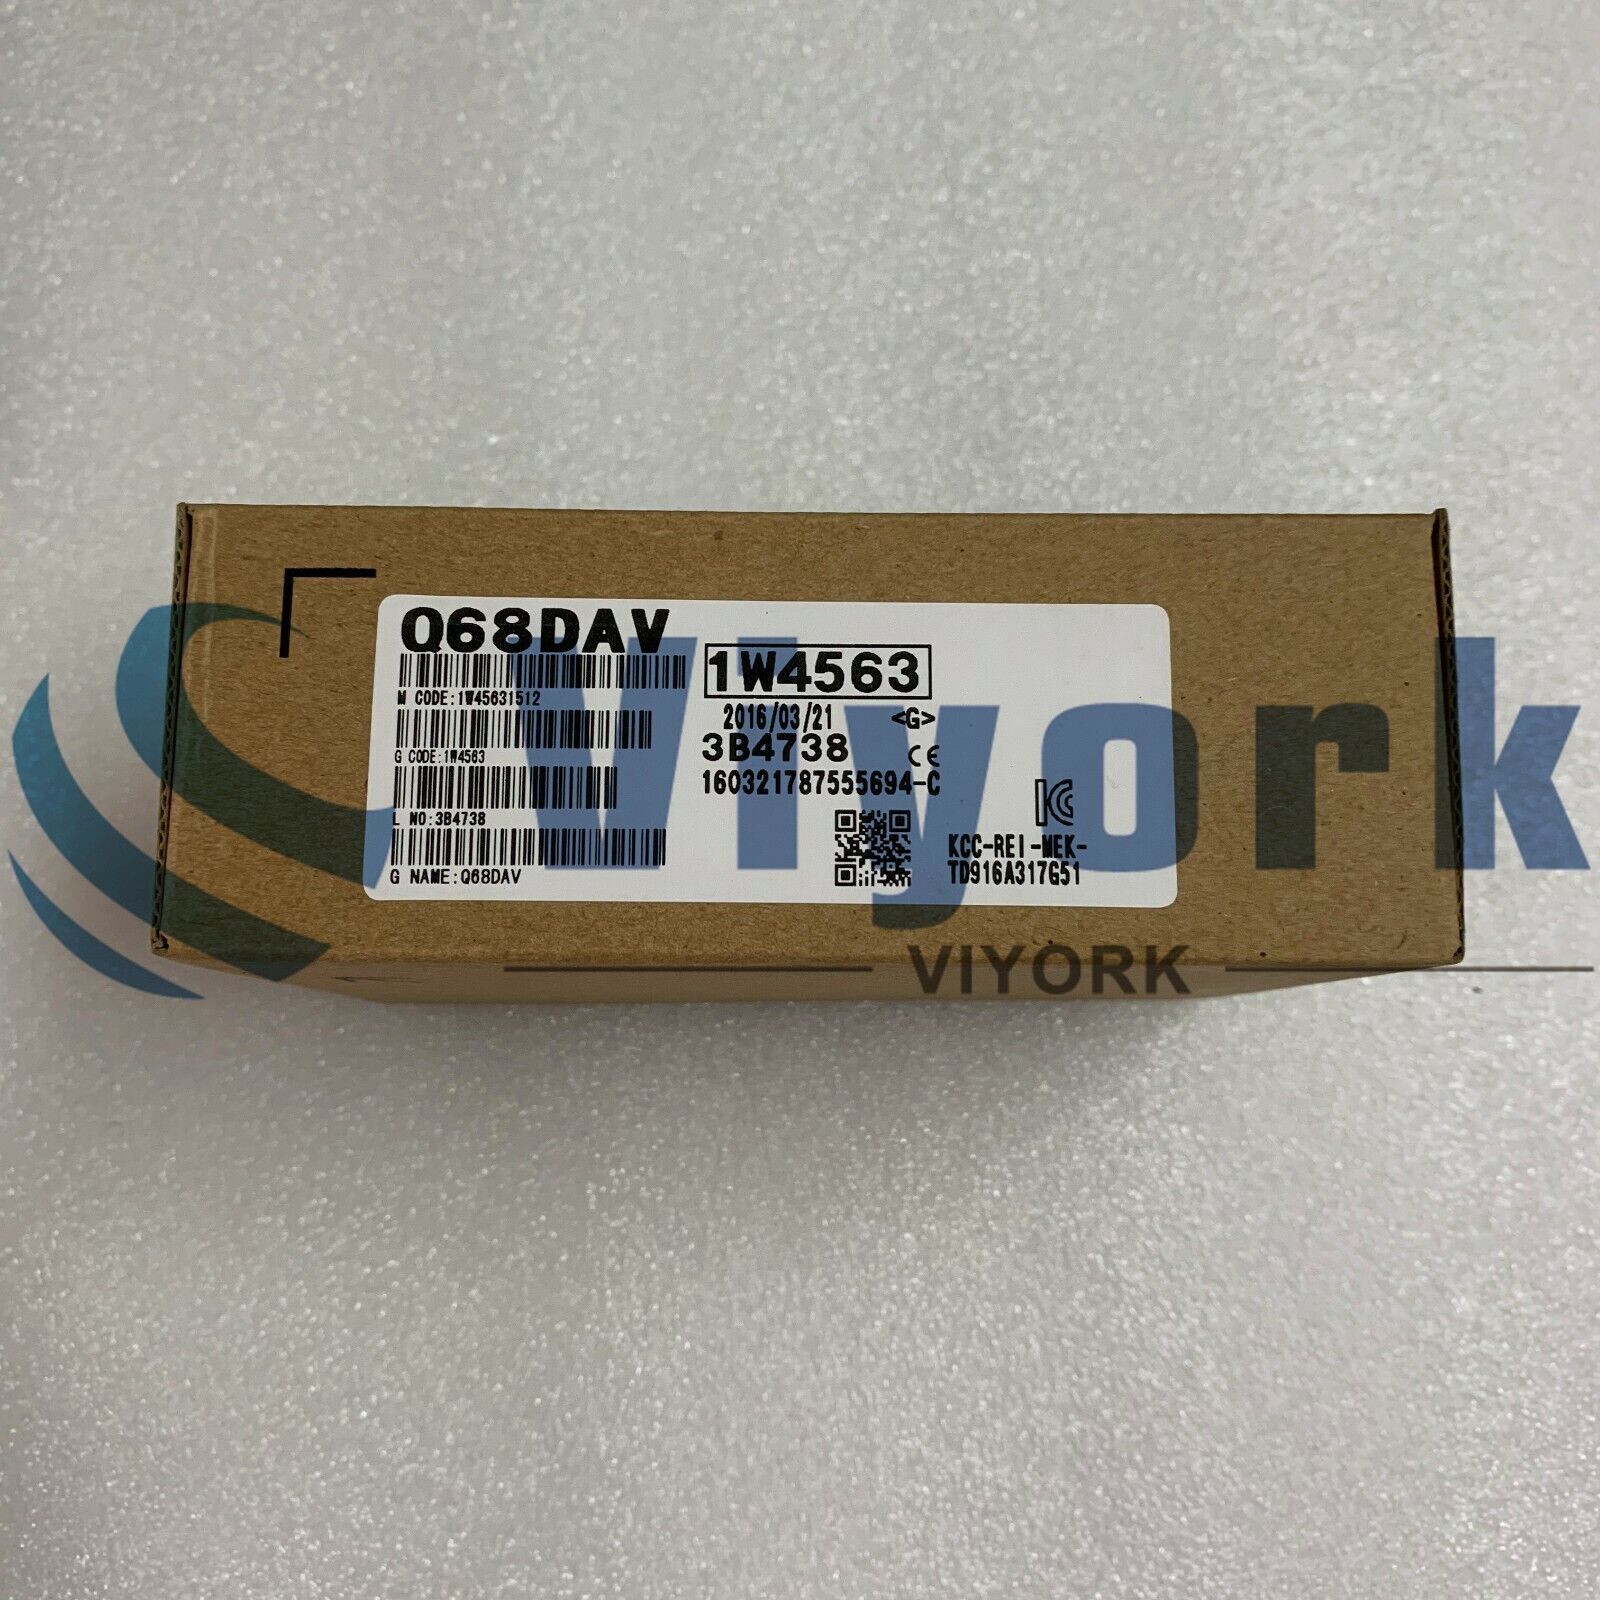 Q68DAV
M CODE:1W45631512
G CODE:1W4563
L NO:3B4738
G NAME:Q68DAV
1W4563
2016/03/21 <G>
3B4738 CE
160321787555694-C
KCC-REI-MEK-
TD916A317G51
Viyork
VIYORK